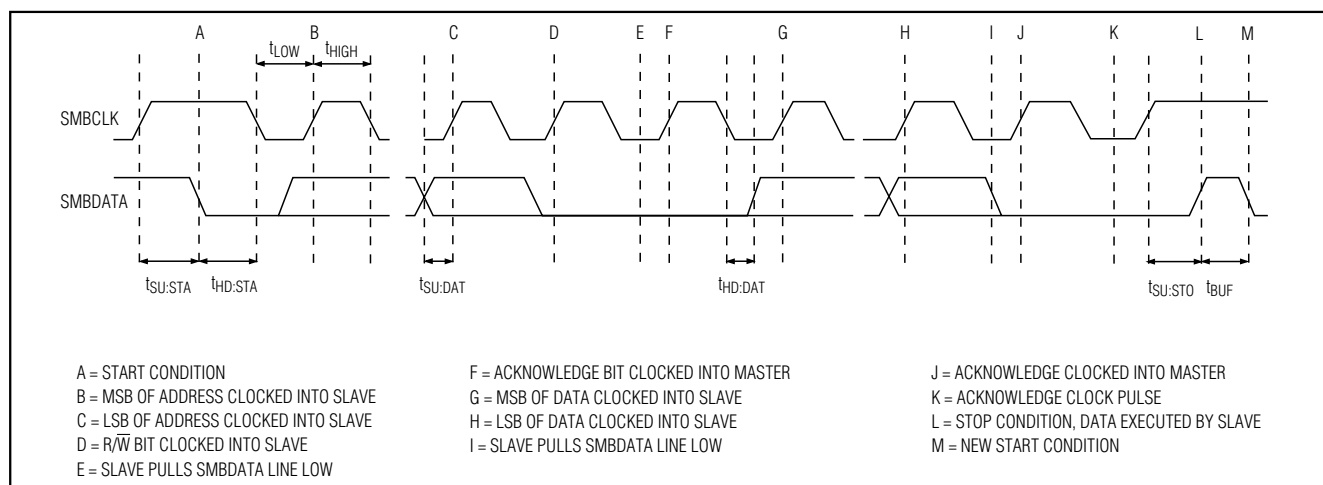 A B C D E F G H I J K L M
tLOW tHIGH
SMBCLK
SMBDATA
tSU:STA tHD:STA tSU:DAT tHD:DAT tSU:STO tBUF
A = START CONDITION
B = MSB OF ADDRESS CLOCKED INTO SLAVE
C = LSB OF ADDRESS CLOCKED INTO SLAVE
D = R/W̅ BIT CLOCKED INTO SLAVE
E = SLAVE PULLS SMBDATA LINE LOW
F = ACKNOWLEDGE BIT CLOCKED INTO MASTER
G = MSB OF DATA CLOCKED INTO SLAVE
H = LSB OF DATA CLOCKED INTO SLAVE
I = SLAVE PULLS SMBDATA LINE LOW
J = ACKNOWLEDGE CLOCKED INTO MASTER
K = ACKNOWLEDGE CLOCK PULSE
L = STOP CONDITION, DATA EXECUTED BY SLAVE
M = NEW START CONDITION